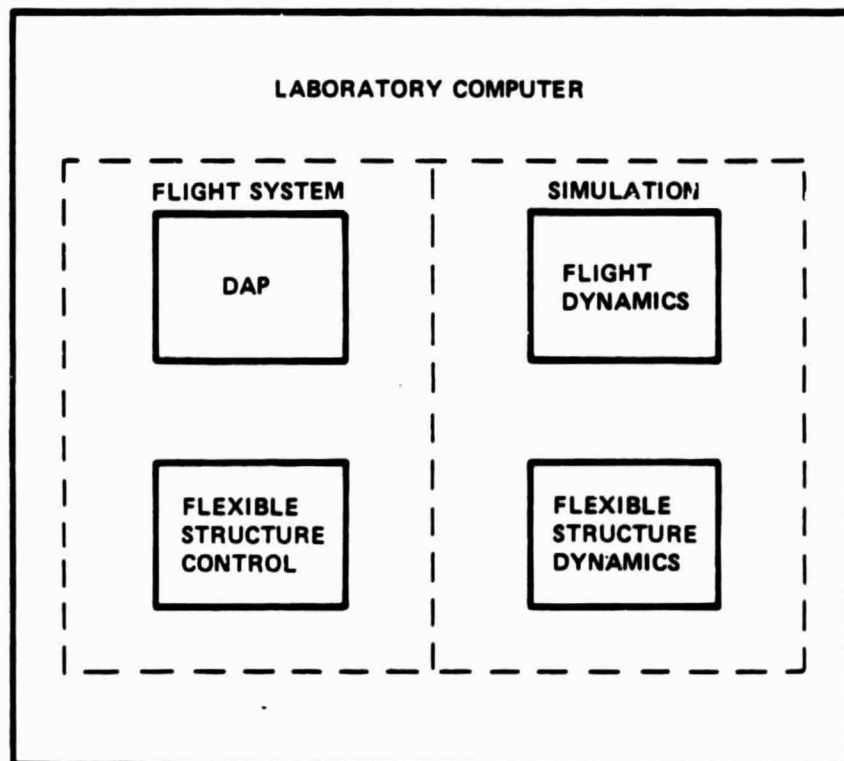 LABORATORY COMPUTER
FLIGHT SYSTEM
DAP
FLEXIBLE
STRUCTURE
CONTROL
SIMULATION
FLIGHT
DYNAMICS
FLEXIBLE
STRUCTURE
DYNAMICS